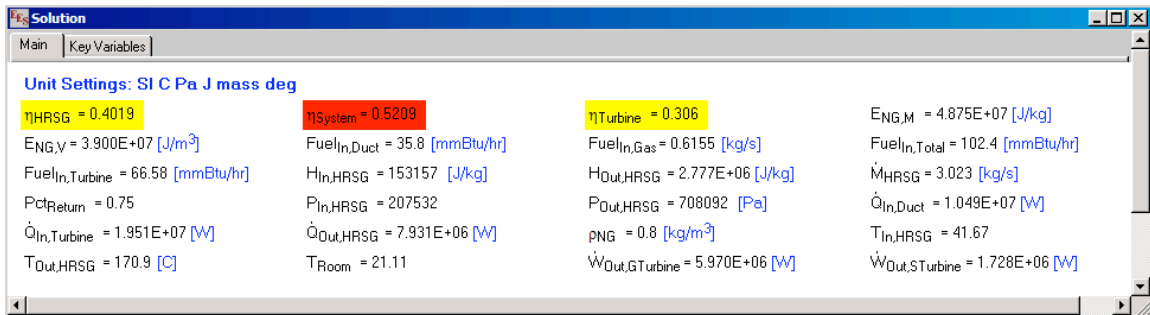 EES Solution
Main Key Variables
Unit Settings: SI C Pa J mass deg
ηHRSG = 0.4019 ηSystem = 0.5209 ηTurbine = 0.306 ENG,M = 4.875E+07 [J/kg]
ENG,V = 3.900E+07 [J/m³] FuelIn,Duct = 35.8 [mmBtu/hr] FuelIn,Gas = 0.6155 [kg/s] FuelIn,Total = 102.4 [mmBtu/hr]
FuelIn,Turbine = 66.58 [mmBtu/hr] HIn,HRSG = 153157 [J/kg] HOut,HRSG = 2.777E+06 [J/kg] ṀHRSG = 3.023 [kg/s]
PctReturn = 0.75 PIn,HRSG = 207532 POut,HRSG = 708092 [Pa] Q̇In,Duct = 1.049E+07 [W]
Q̇In,Turbine = 1.951E+07 [W] Q̇Out,HRSG = 7.931E+06 [W] ρNG = 0.8 [kg/m³] TIn,HRSG = 41.67
TOut,HRSG = 170.9 [C] TRoom = 21.11 ẆOut,GTurbine = 5.970E+06 [W] ẆOut,STurbine = 1.728E+06 [W]